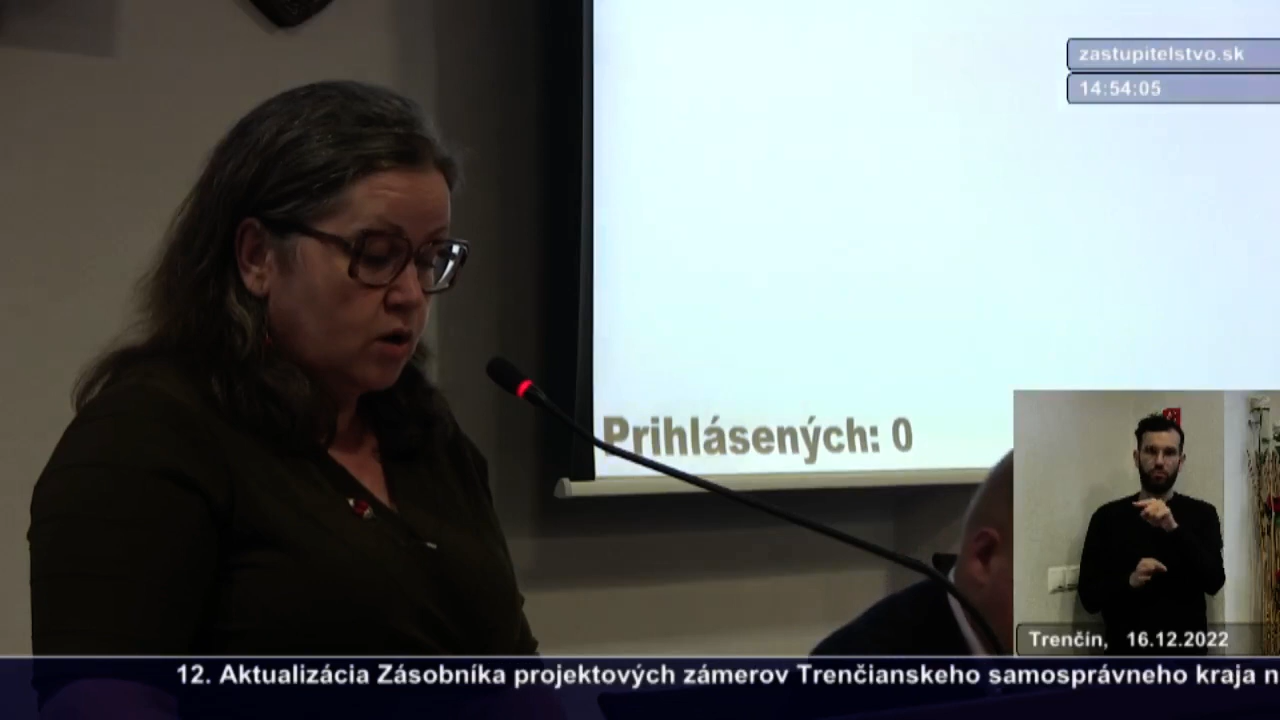 zastupitelstvo.sk
14:54:05
Prihlásených: 0
Trenčín, 16.12.2022
12. Aktualizácia Zásobníka projektových zámerov Trenčianskeho samosprávneho kraja n